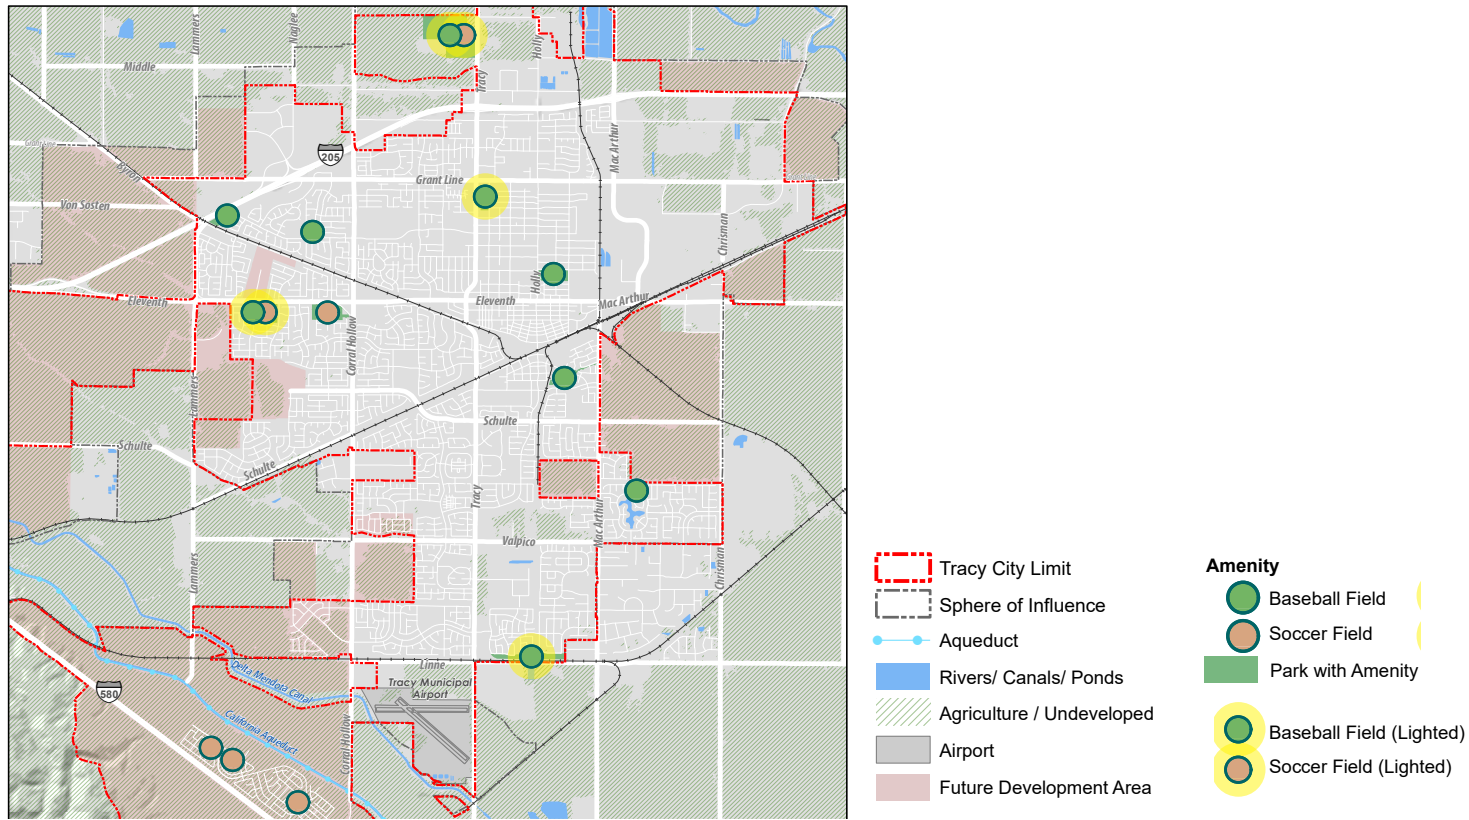 Lammers
Naglee
Holly
Middle
Tracy
205
Mac Arthur
Byron
Grant Line
Von Sosten
Chrisman
Holly
Eleventh
Eleventh
Mac Arthur
Corral Hollow
Lammers
Schulte
Schulte
Schulte
Tracy
Mac Arthur
Valpico
Lammers
Chrisman
Linne
Delta Mendota Canal
Tracy Municipal
Airport
580
California Aqueduct
Corral Hollow
Tracy City Limit
Sphere of Influence
Aqueduct
Rivers/ Canals/ Ponds
Agriculture / Undeveloped
Airport
Future Development Area
Amenity
Baseball Field
Soccer Field
Park with Amenity
Baseball Field (Lighted)
Soccer Field (Lighted)